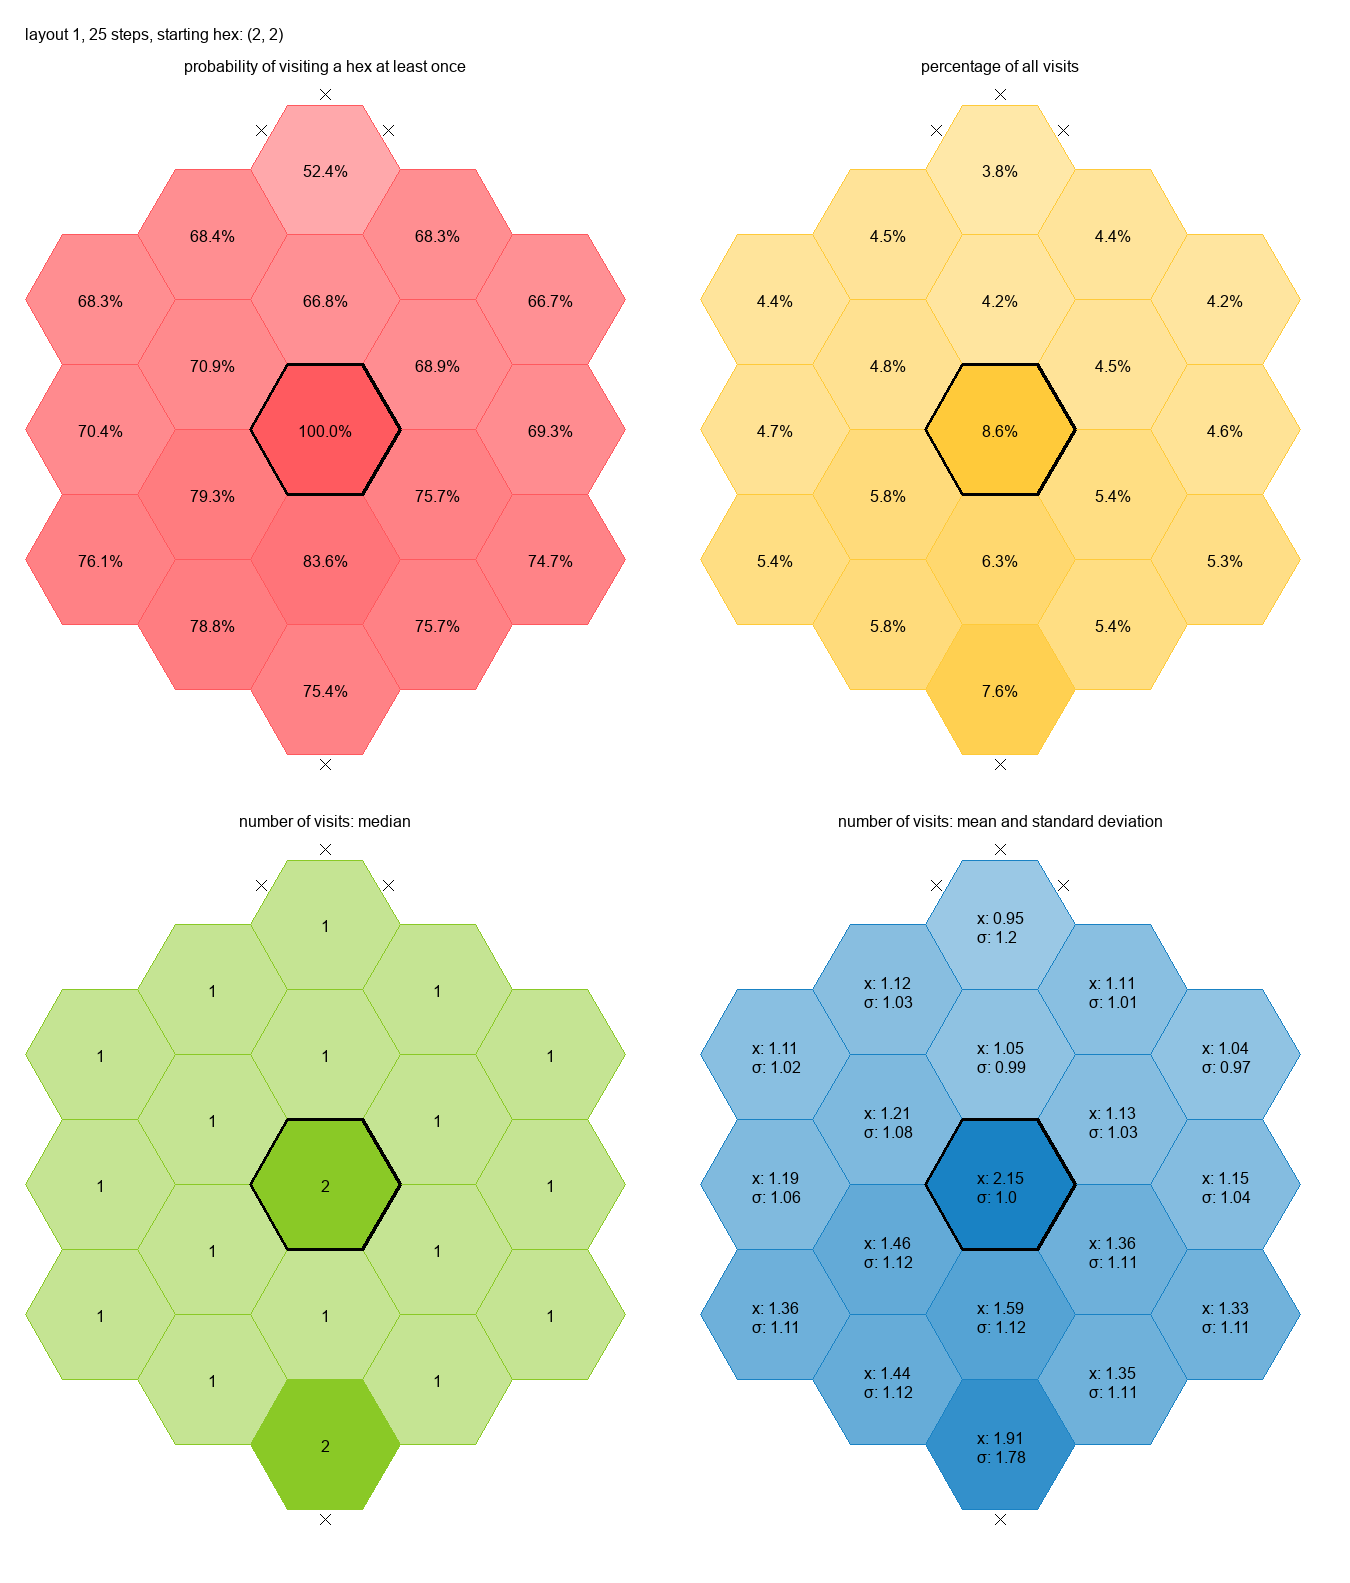 layout 1, 25 steps, starting hex: (2, 2)
probability of visiting a hex at least once
52.4%
68.4%
68.3%
68.3%
66.8%
66.7%
70.9%
68.9%
70.4%
100.0%
69.3%
79.3%
75.7%
76.1%
83.6%
74.7%
78.8%
75.7%
75.4%
percentage of all visits
3.8%
4.5%
4.4%
4.4%
4.2%
4.2%
4.8%
4.5%
4.7%
8.6%
4.6%
5.8%
5.4%
5.4%
6.3%
5.3%
5.8%
5.4%
7.6%
number of visits: median
1
1
1
1
1
1
1
1
1
2
1
1
1
1
1
1
1
1
2
number of visits: mean and standard deviation
x: 0.95
σ: 1.2
x: 1.12
σ: 1.03
x: 1.11
σ: 1.01
x: 1.11
σ: 1.02
x: 1.05
σ: 0.99
x: 1.04
σ: 0.97
x: 1.21
σ: 1.08
x: 1.13
σ: 1.03
x: 1.19
σ: 1.06
x: 2.15
σ: 1.0
x: 1.15
σ: 1.04
x: 1.46
σ: 1.12
x: 1.36
σ: 1.11
x: 1.36
σ: 1.11
x: 1.59
σ: 1.12
x: 1.33
σ: 1.11
x: 1.44
σ: 1.12
x: 1.35
σ: 1.11
x: 1.91
σ: 1.78